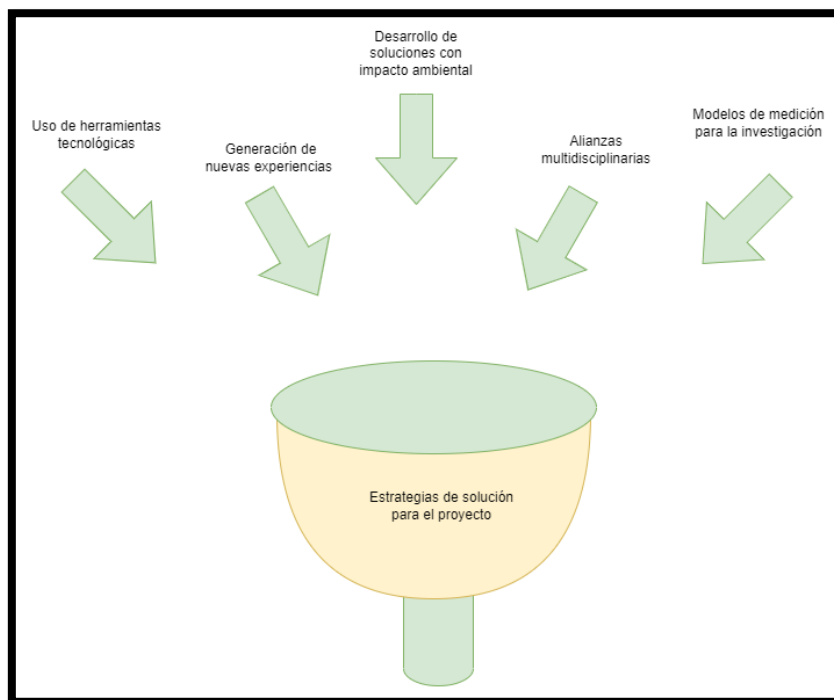 Desarrollo de
soluciones con
impacto ambiental
Uso de herramientas
tecnológicas
Generación de
nuevas experiencias
Alianzas
multidisciplinarias
Modelos de medición
para la investigación
Estrategias de solución
para el proyecto